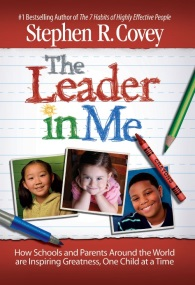 #1 Bestselling Author of The 7 Habits of Highly Effective People
Stephen R. Covey
The
Leader
in Me
How Schools and Parents Around the World
are Inspiring Greatness, One Child at a Time